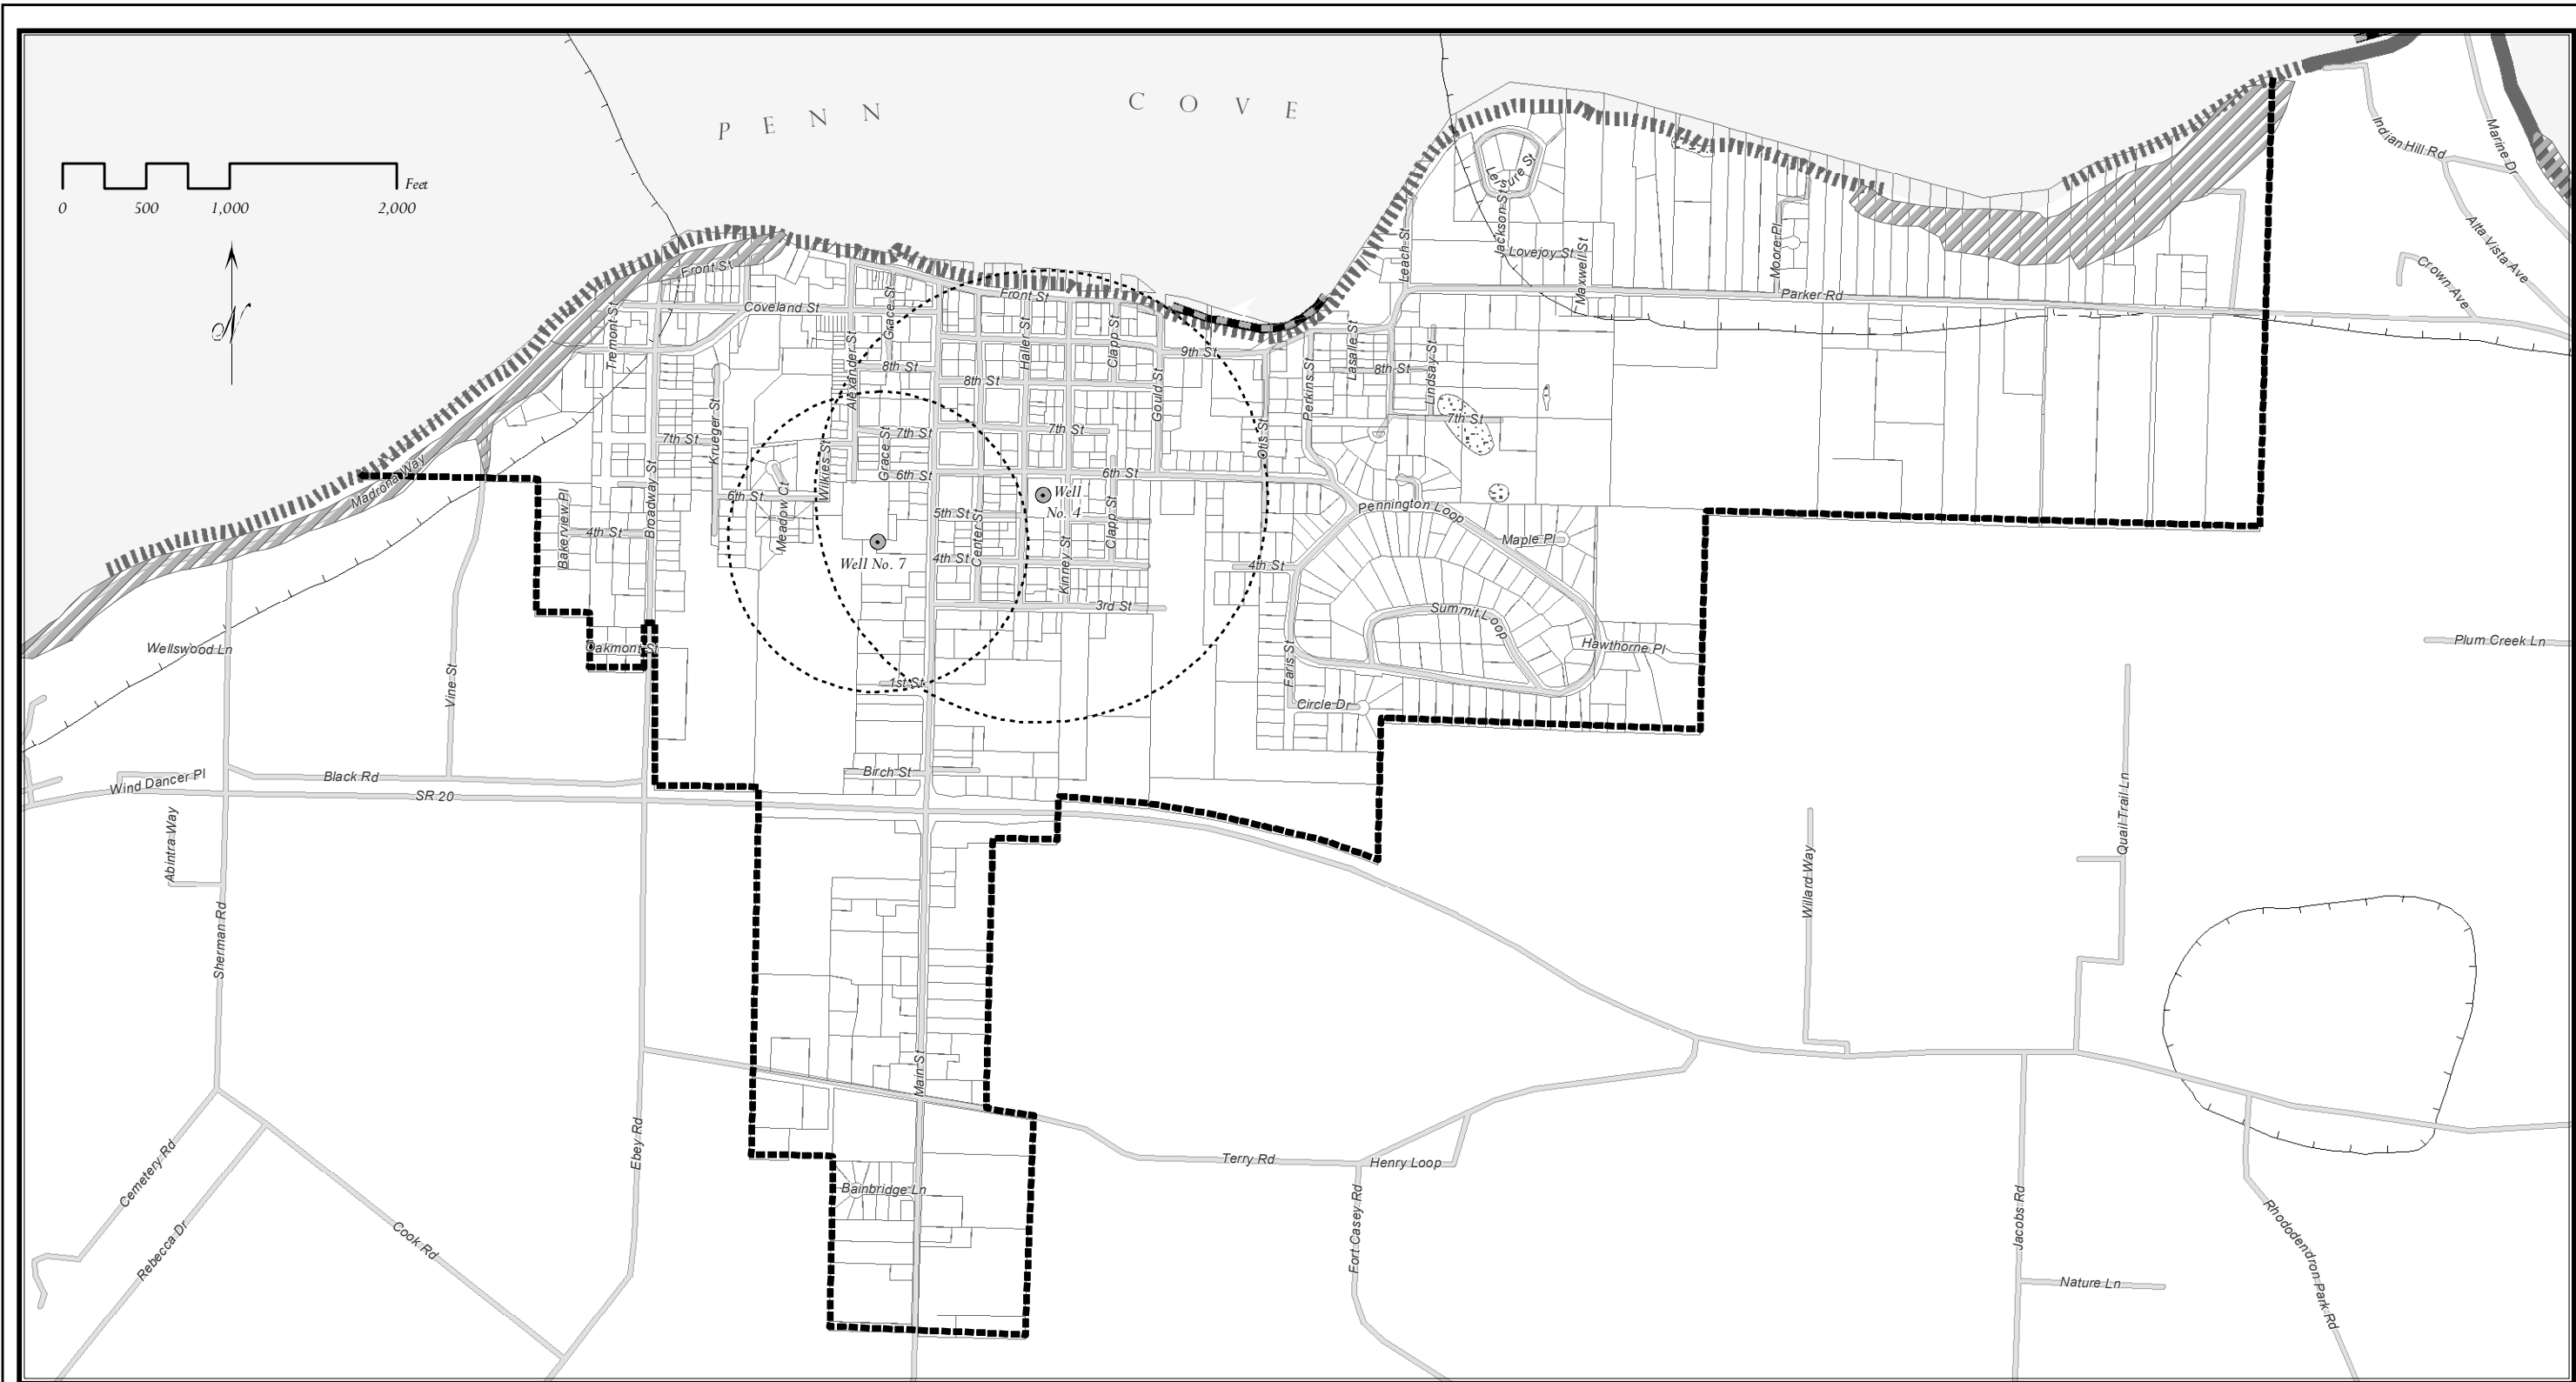 PENN COVE
Feet
0 500 1,000 2,000
N
Indian Hill Rd
Marine Dr
Alta Vista Ave
Crown Ave
Leisure St
Jackson St
Lovejoy St
Maxwell St
Moore Pl
Leach St
Parker Rd
Front St
Coveland St
Tremont St
Grace St
Alexander St
Front St
Haller St
Clapp St
9th St
8th St
8th St
Gould St
Perkins St
Lasalle St
8th St
Lindsay St
7th St
Krueger St
7th St
Wilkies St
Grace St
7th St
7th St
Otis St
Madrona Way
Broadway St
6th St
Meadow Ct
6th St
6th St
Well
No. 4
Well No. 7
5th St
Center St
Clapp St
Pennington Loop
Maple Pl
Bakerview Pl
4th St
4th St
Kinney St
4th St
3rd St
Summit Loop
Hawthorne Pl
Faris St
Circle Dr
Oakmont St
Wellswood Ln
Vine St
1st St
Plum Creek Ln
Wind Dancer Pl
Black Rd
SR 20
Birch St
Abintra Way
Sherman Rd
Willard Way
Quail Trail Ln
Main St
Ebey Rd
Cemetery Rd
Rebecca Dr
Cook Rd
Bainbridge Ln
Terry Rd
Henry Loop
Fort Casey Rd
Jacobs Rd
Nature Ln
Rhododendron Park Rd